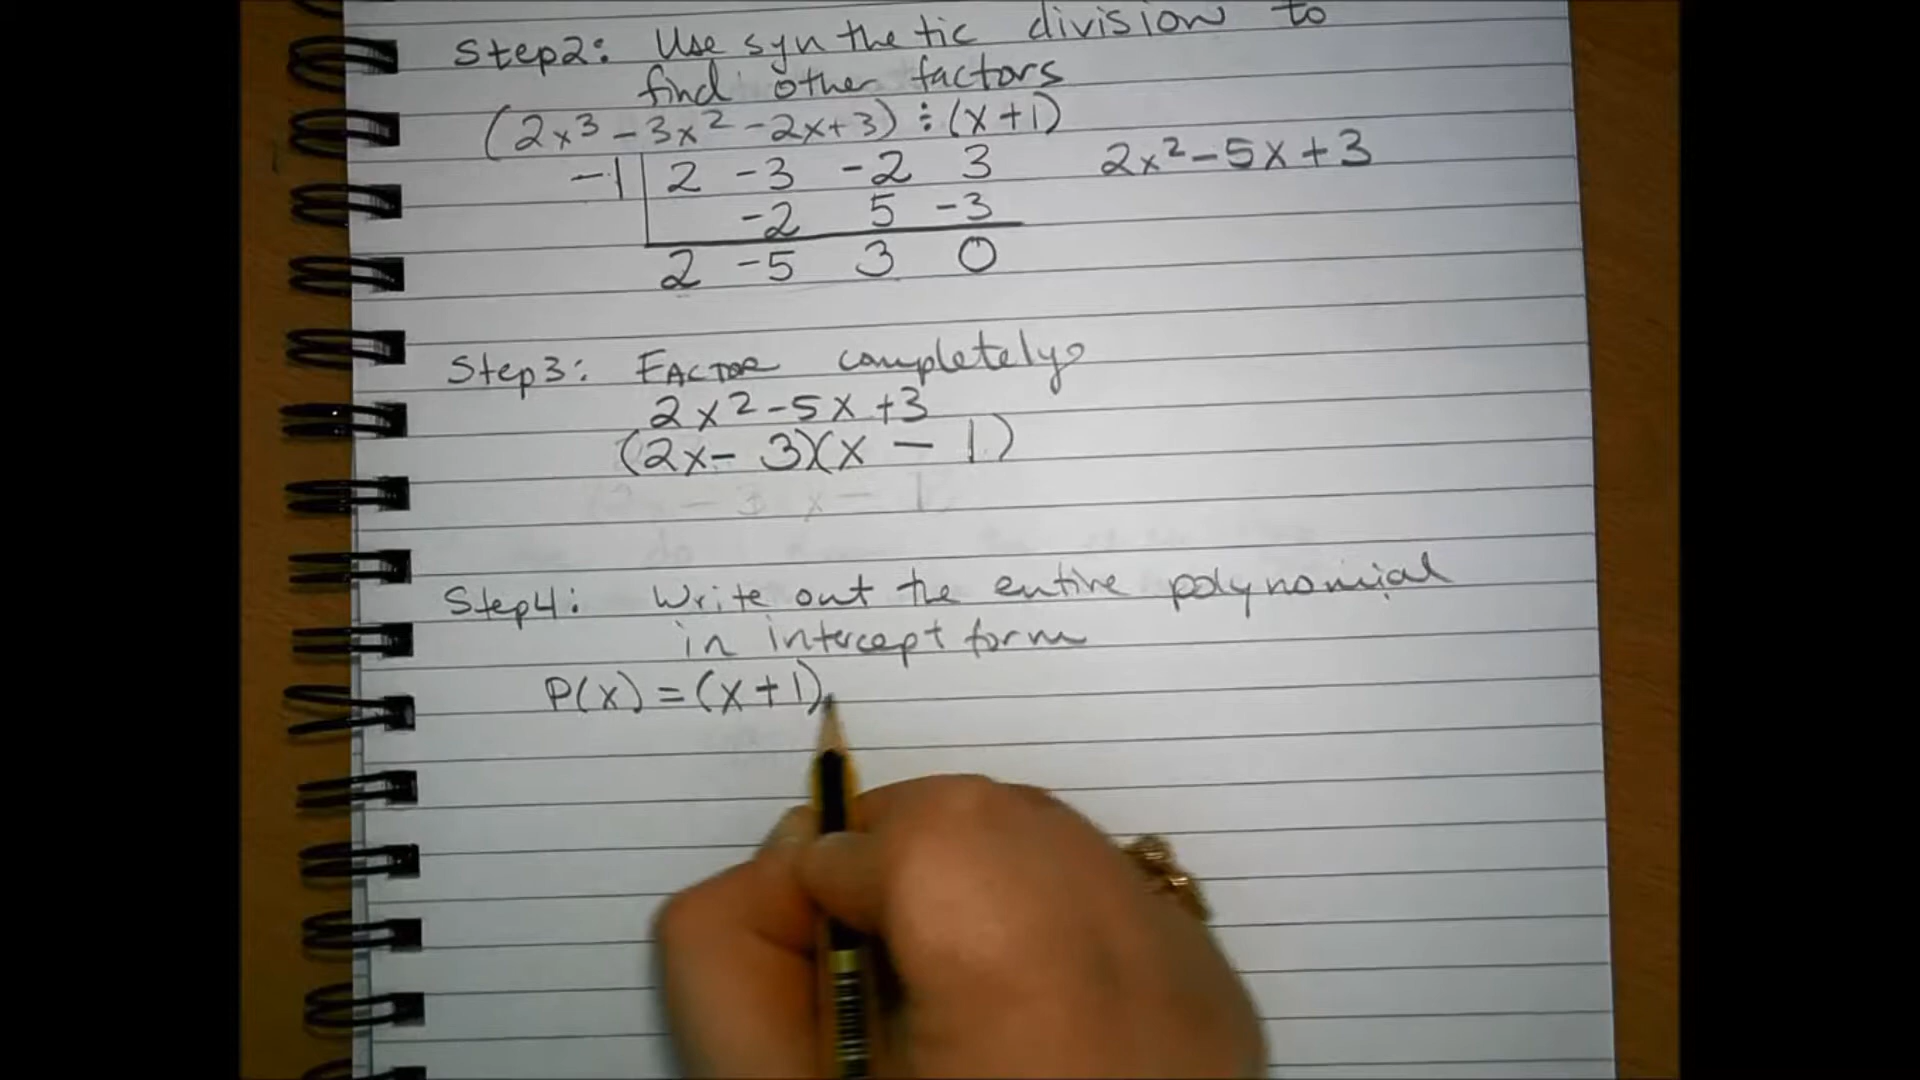 Step2: Use synthetic division to
find other factors
(2x³ - 3x² - 2x + 3) ÷ (x + 1)
-1 | 2 -3 -2 3 2x² - 5x + 3
-2 5 -3
2 -5 3 0
Step3: FACTOR completely
2x² - 5x + 3
(2x - 3)(x - 1)
Step4: Write out the entire polynomial
in intercept form
P(x) = (x + 1)